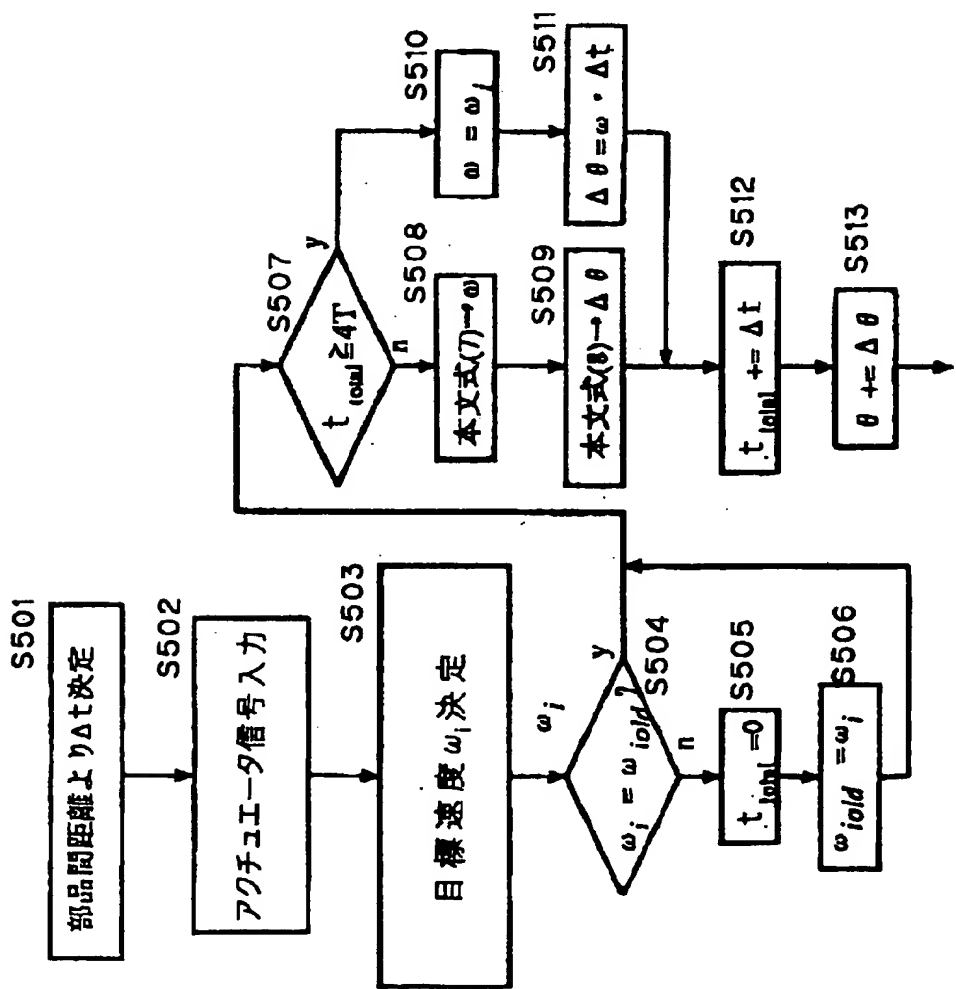 S501
部品間距離よりΔt決定
S502
アクチュエータ信号入力
S503
目標速度ωi決定
ωi
ωi = ωiold ?
y
S504
n
S505
ttotal =0
S506
ωiold = ωi
S507
ttotal ≧4T
y
n
S508
本文式(7)→ω
S509
本文式(8)→Δθ
S510
ω = ωi
S511
Δθ=ω・Δt
S512
ttotal += Δt
S513
θ += Δθ